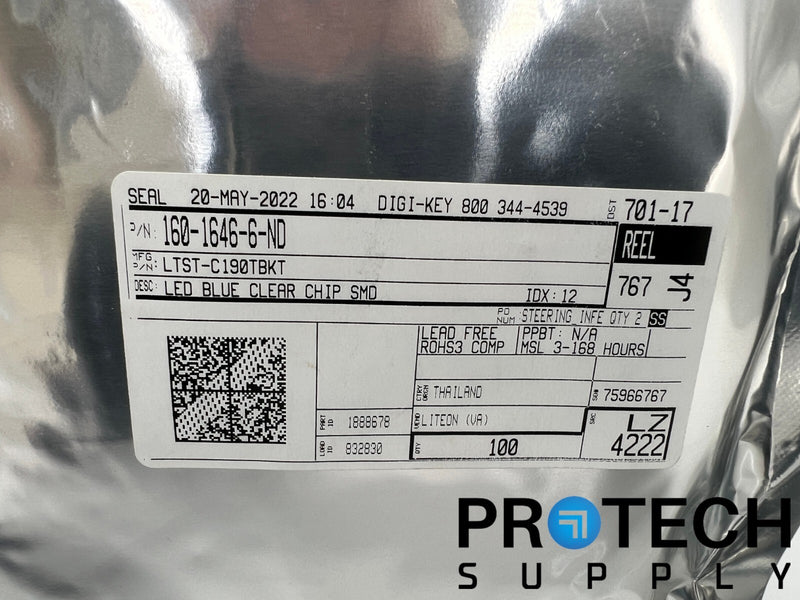 SEAL 20-MAY-2022 16:04 DIGI-KEY 800 344-4539 DST 701-17
P/N: 160-1646-6-ND REEL
MFG P/N: LTST-C190TBKT 767 J4
DESC: LED BLUE CLEAR CHIP SMD IDX: 12
PO NUM STEERING INFE QTY 2 SS
LEAD FREE PPBT: N/A
ROHS3 COMP MSL 3-168 HOURS
CTRY ORGN THAILAND SO# 75966767
PART ID 1888678 VEND LITEON (VA) SRC LZ
LOAD ID 832830 QTY 100 4222
PROTECH
SUPPLY